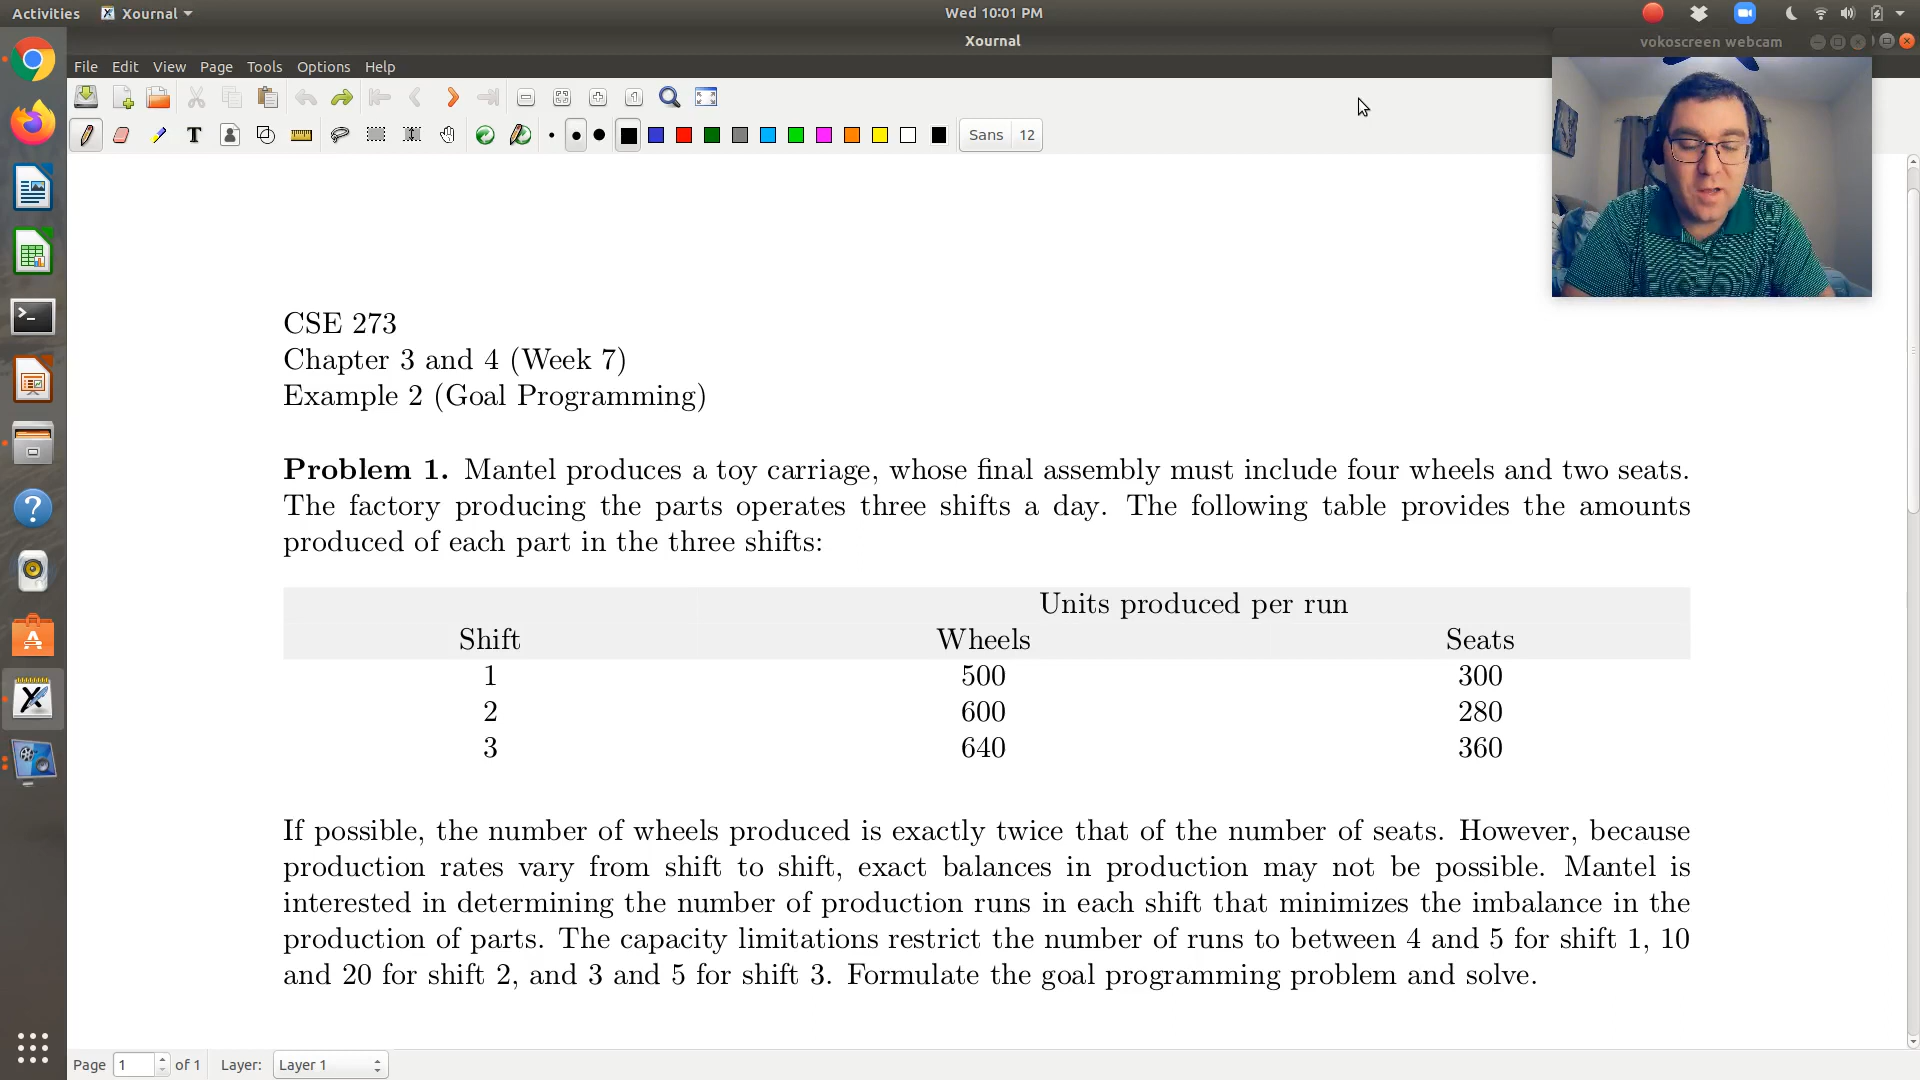 Activities
Xournal
Wed 10:01 PM
Xournal
vokoscreen webcam
File Edit View Page Tools Options Help
T
Sans 12
CSE 273
Chapter 3 and 4 (Week 7)
Example 2 (Goal Programming)
Problem 1. Mantel produces a toy carriage, whose final assembly must include four wheels and two seats.
The factory producing the parts operates three shifts a day. The following table provides the amounts
produced of each part in the three shifts:
Units produced per run
Shift Wheels Seats
1 500 300
2 600 280
3 640 360
If possible, the number of wheels produced is exactly twice that of the number of seats. However, because
production rates vary from shift to shift, exact balances in production may not be possible. Mantel is
interested in determining the number of production runs in each shift that minimizes the imbalance in the
production of parts. The capacity limitations restrict the number of runs to between 4 and 5 for shift 1, 10
and 20 for shift 2, and 3 and 5 for shift 3. Formulate the goal programming problem and solve.
Page 1 of 1 Layer: Layer 1